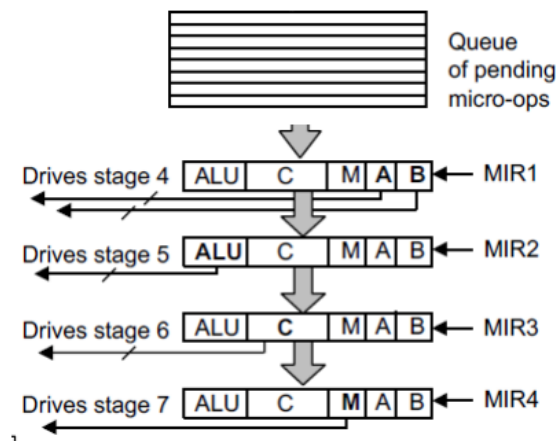 Queue
of pending
micro-ops
Drives stage 4 ALU C M A B MIR1
Drives stage 5 ALU C M A B MIR2
Drives stage 6 ALU C M A B MIR3
Drives stage 7 ALU C M A B MIR4